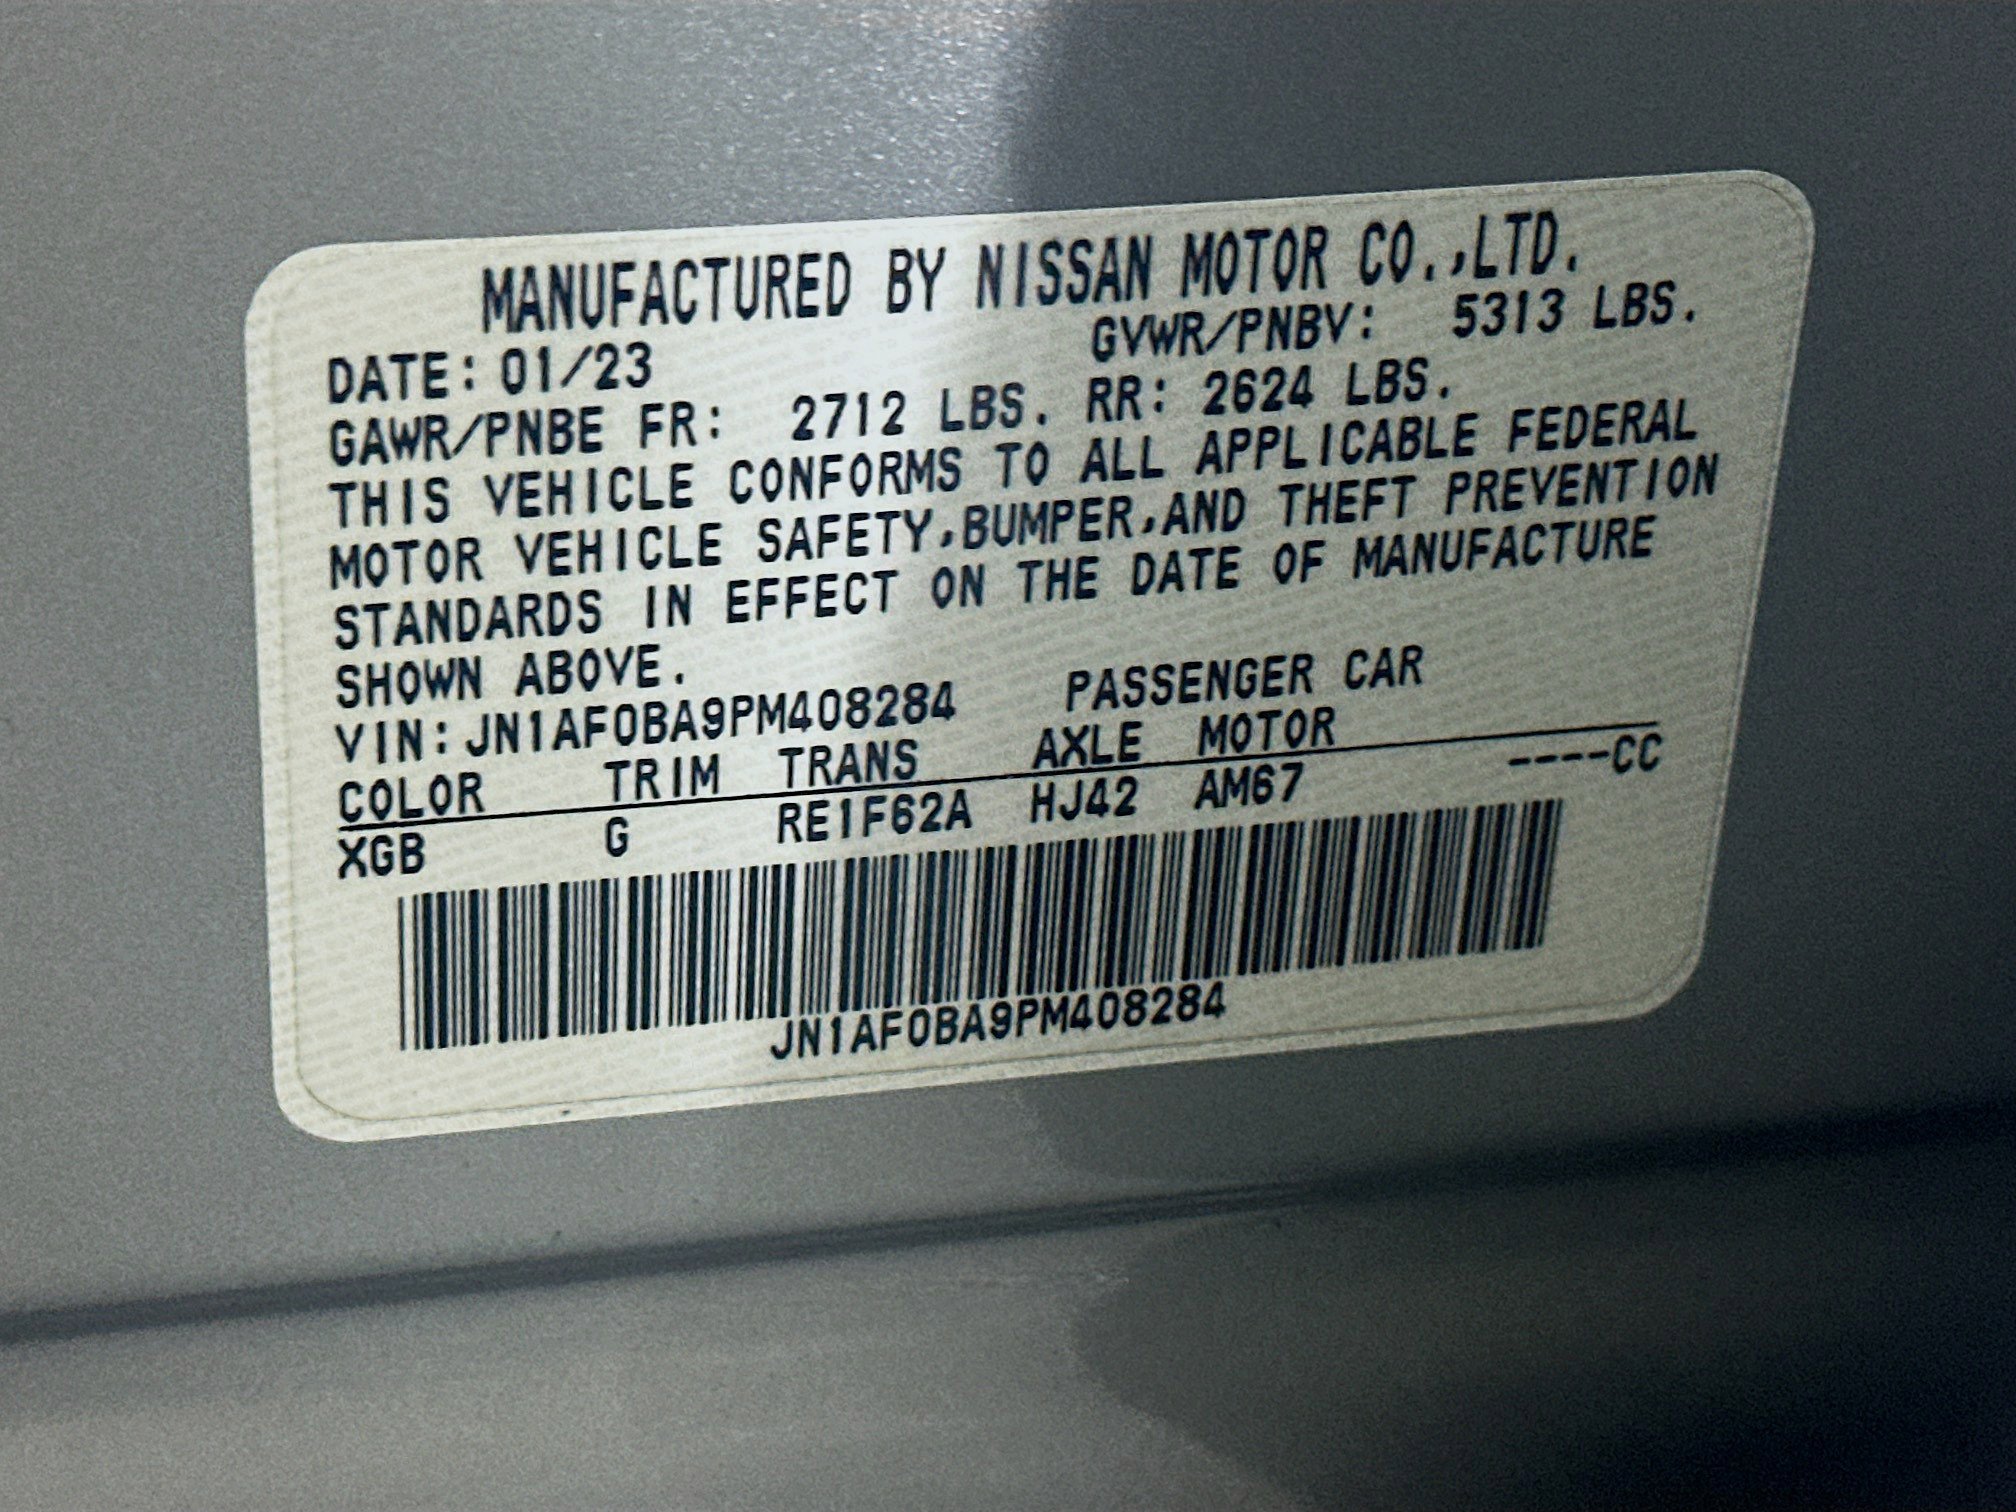 MANUFACTURED BY NISSAN MOTOR CO.,LTD.
DATE: 01/23 GVWR/PNBV: 5313 LBS.
GAWR/PNBE FR: 2712 LBS. RR: 2624 LBS.
THIS VEHICLE CONFORMS TO ALL APPLICABLE FEDERAL
MOTOR VEHICLE SAFETY,BUMPER,AND THEFT PREVENTION
STANDARDS IN EFFECT ON THE DATE OF MANUFACTURE
SHOWN ABOVE.
VIN: JN1AF0BA9PM408284 PASSENGER CAR
COLOR TRIM TRANS AXLE MOTOR
XGB G RE1F62A HJ42 AM67 ----CC
JN1AF0BA9PM408284